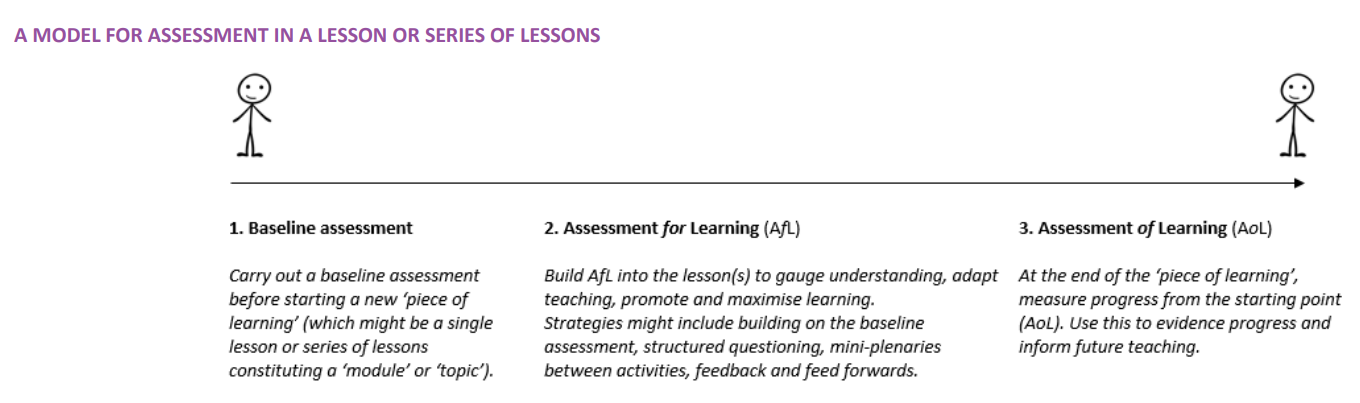 A MODEL FOR ASSESSMENT IN A LESSON OR SERIES OF LESSONS
1. Baseline assessment
Carry out a baseline assessment
before starting a new ‘piece of
learning’ (which might be a single
lesson or series of lessons
constituting a ‘module’ or ‘topic’).
2. Assessment for Learning (AfL)
Build AfL into the lesson(s) to gauge understanding, adapt
teaching, promote and maximise learning.
Strategies might include building on the baseline
assessment, structured questioning, mini-plenaries
between activities, feedback and feed forwards.
3. Assessment of Learning (AoL)
At the end of the ‘piece of learning’,
measure progress from the starting point
(AoL). Use this to evidence progress and
inform future teaching.